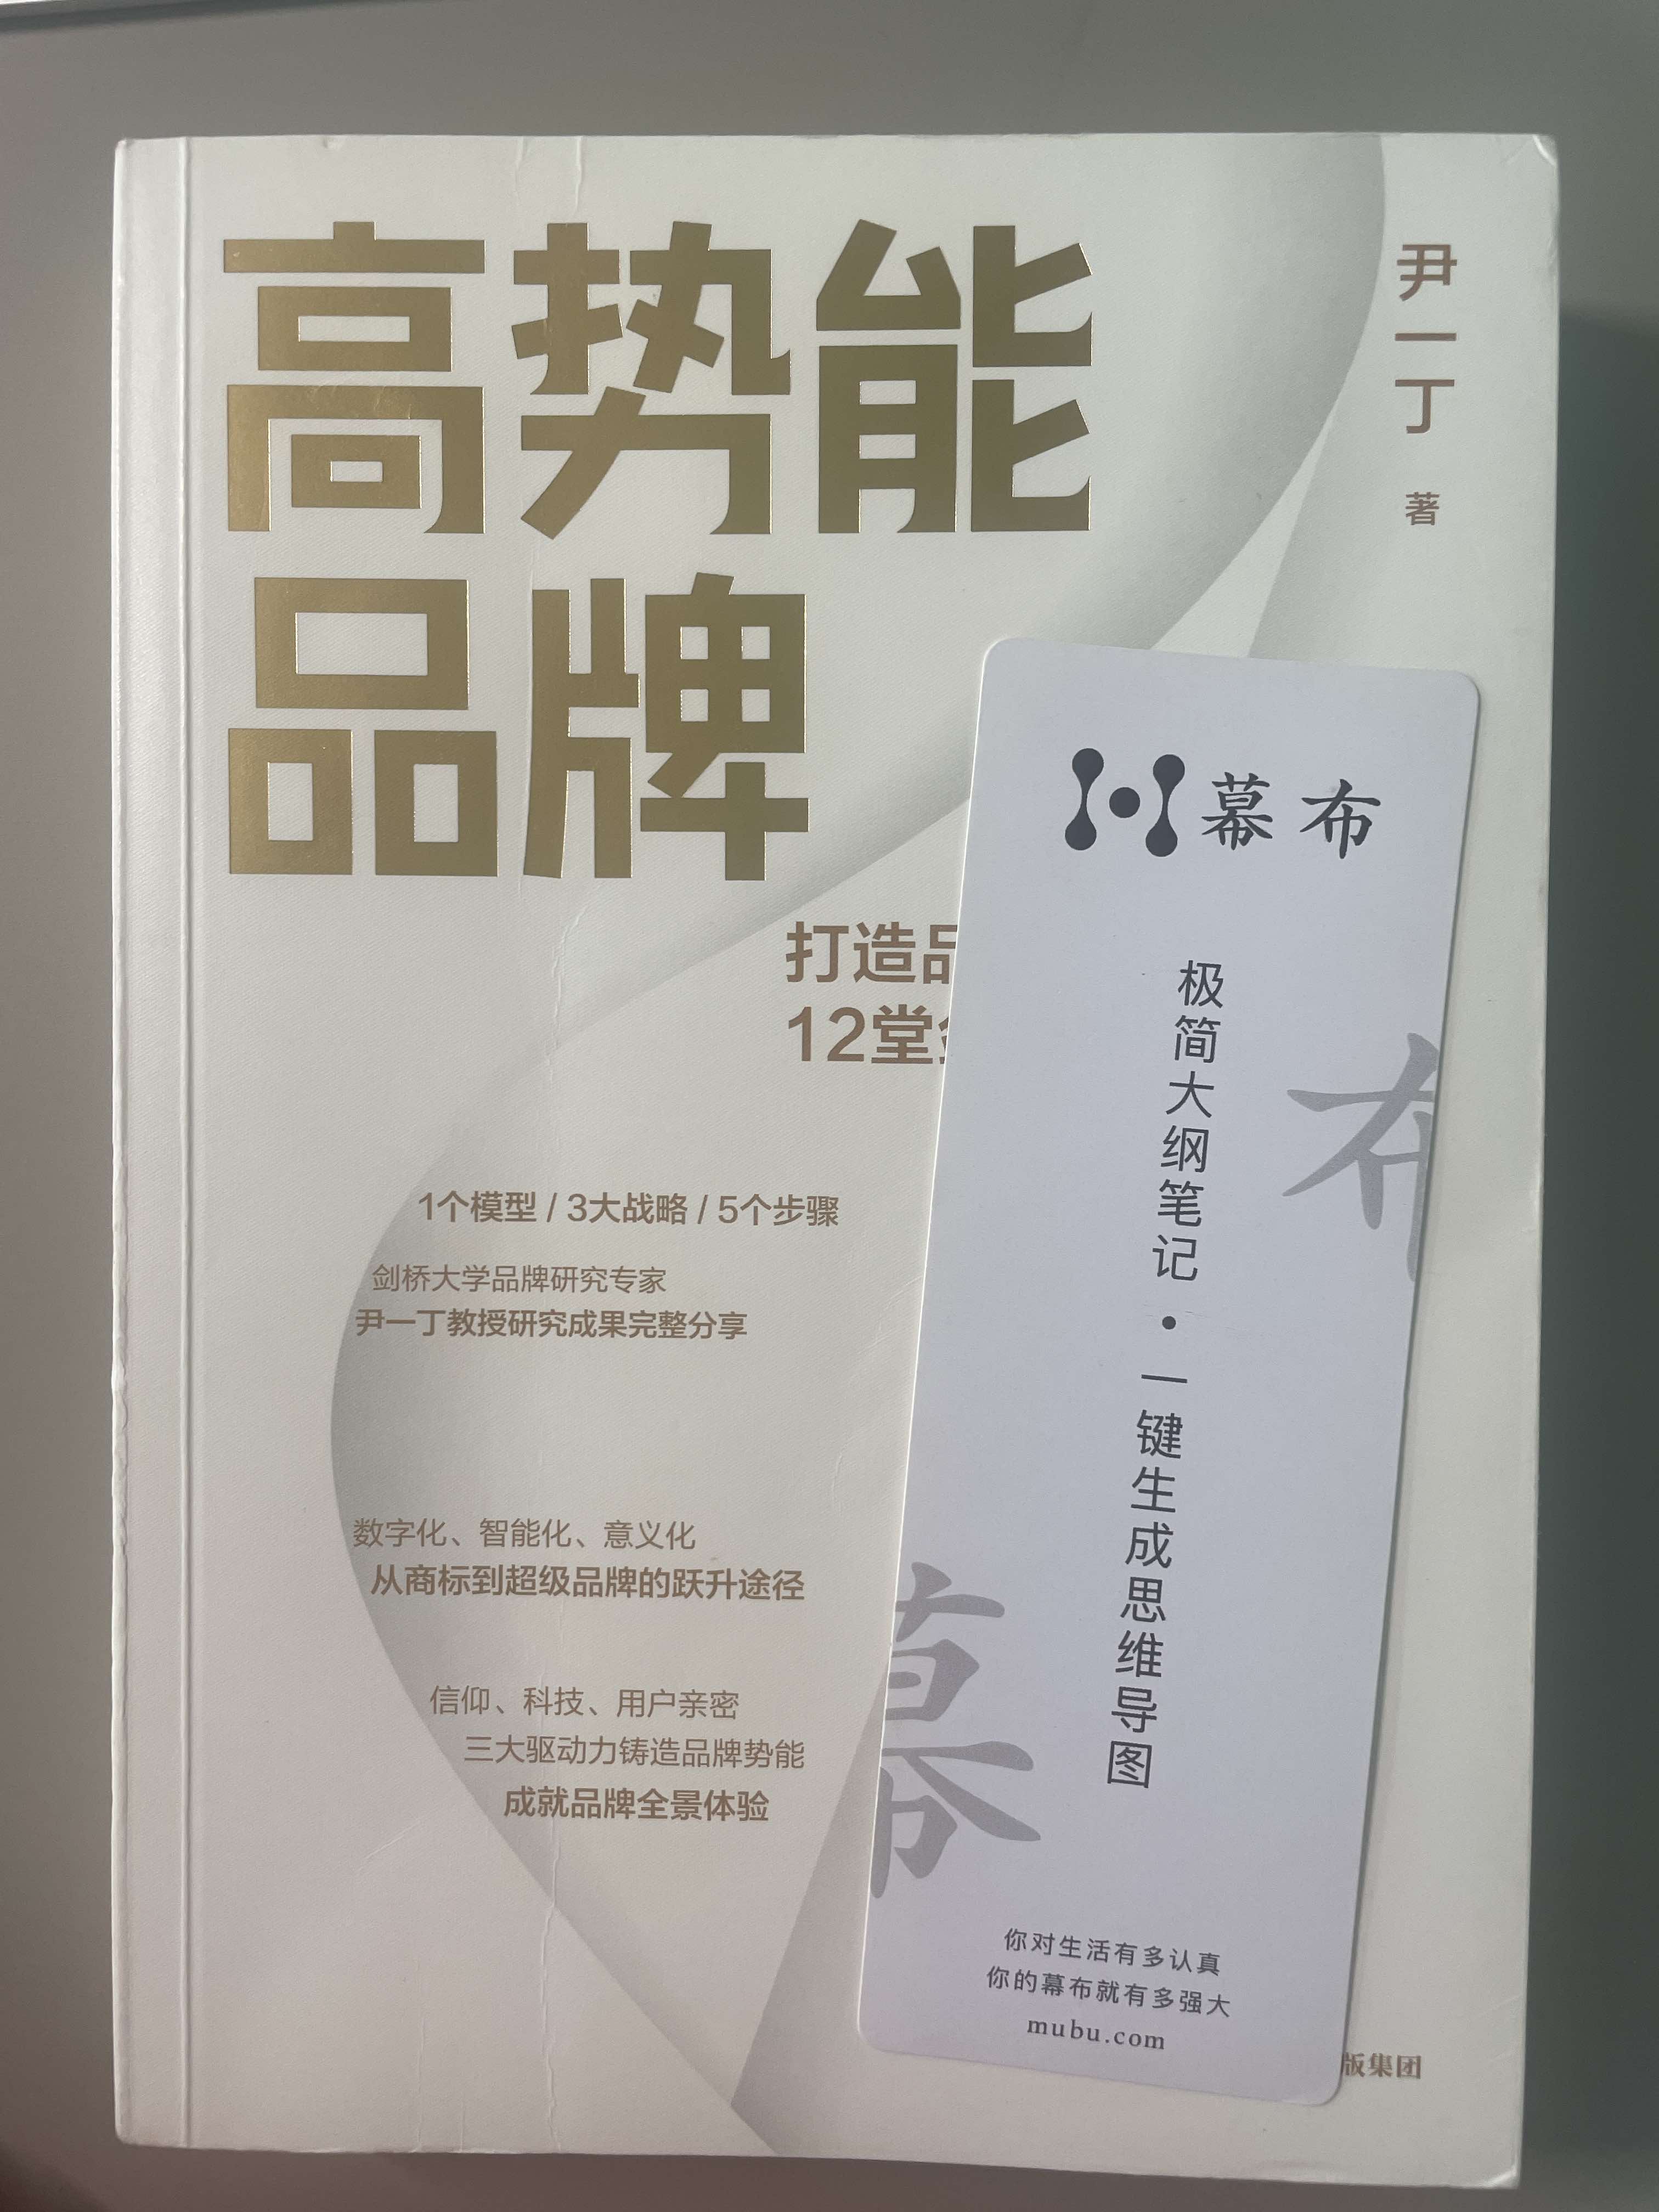 高势能
品牌
尹一丁 著
打造品
12堂
1个模型 / 3大战略 / 5个步骤
剑桥大学品牌研究专家
尹一丁教授研究成果完整分享
数字化、智能化、意义化
从商标到超级品牌的跃升途径
信仰、科技、用户亲密
三大驱动力铸造品牌势能
成就品牌全景体验
版集团
幕布
极简大纲笔记·一键生成思维导图
布
幕
你对生活有多认真
你的幕布就有多强大
mubu.com